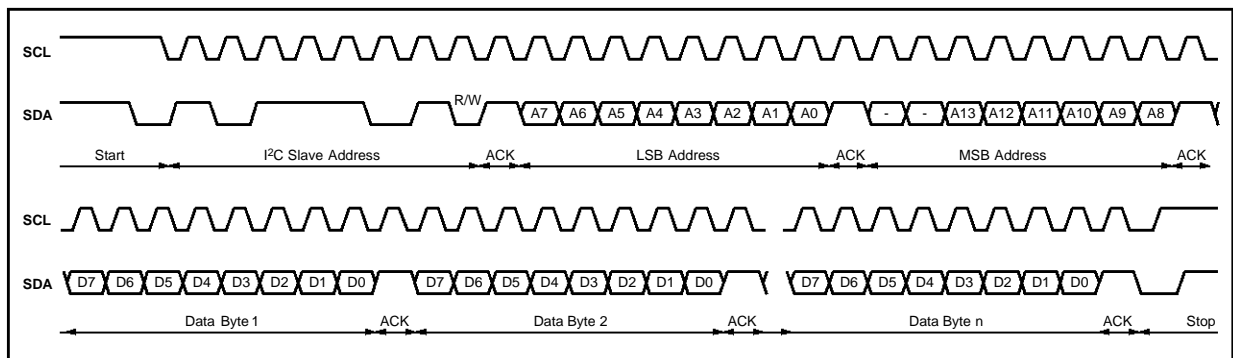 SCL
R/W
SDA A7 A6 A5 A4 A3 A2 A1 A0 - - A13 A12 A11 A10 A9 A8
Start I²C Slave Address ACK LSB Address ACK MSB Address ACK
SCL
SDA D7 D6 D5 D4 D3 D2 D1 D0 D7 D6 D5 D4 D3 D2 D1 D0 D7 D6 D5 D4 D3 D2 D1 D0
Data Byte 1 ACK Data Byte 2 ACK Data Byte n ACK Stop